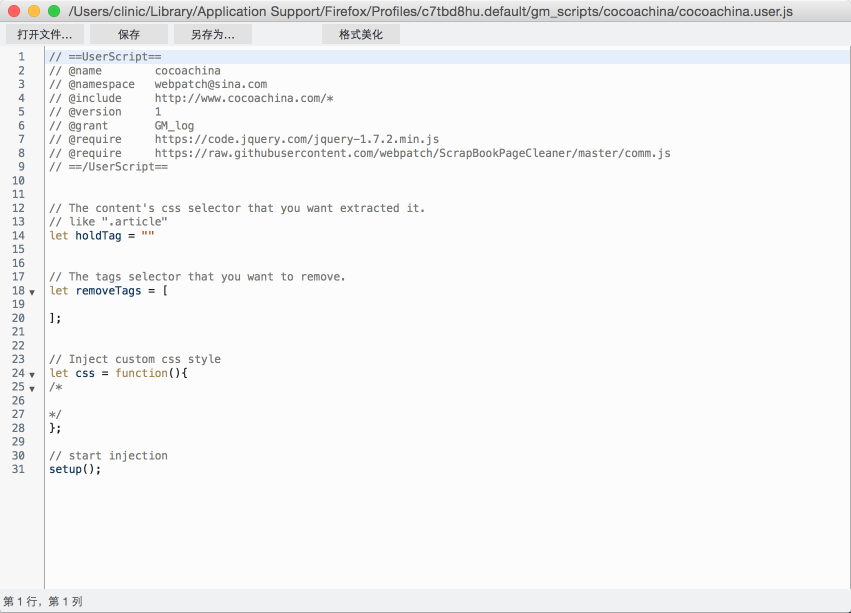 /Users/clinic/Library/Application Support/Firefox/Profiles/c7tbd8hu.default/gm_scripts/cocoachina/cocoachina.user.js
打开文件... 保存 另存为... 格式美化
1 // ==UserScript==
2 // @name cocoachina
3 // @namespace webpatch@sina.com
4 // @include http://www.cocoachina.com/*
5 // @version 1
6 // @grant GM_log
7 // @require https://code.jquery.com/jquery-1.7.2.min.js
8 // @require https://raw.githubusercontent.com/webpatch/ScrapBookPageCleaner/master/comm.js
9 // ==/UserScript==
10
11
12 // The content's css selector that you want extracted it.
13 // like ".article"
14 let holdTag = ""
15
16
17 // The tags selector that you want to remove.
18 let removeTags = [
19
20 ];
21
22
23 // Inject custom css style
24 let css = function(){
25 /*
26
27 */
28 };
29
30 // start injection
31 setup();
第 1 行，第 1 列